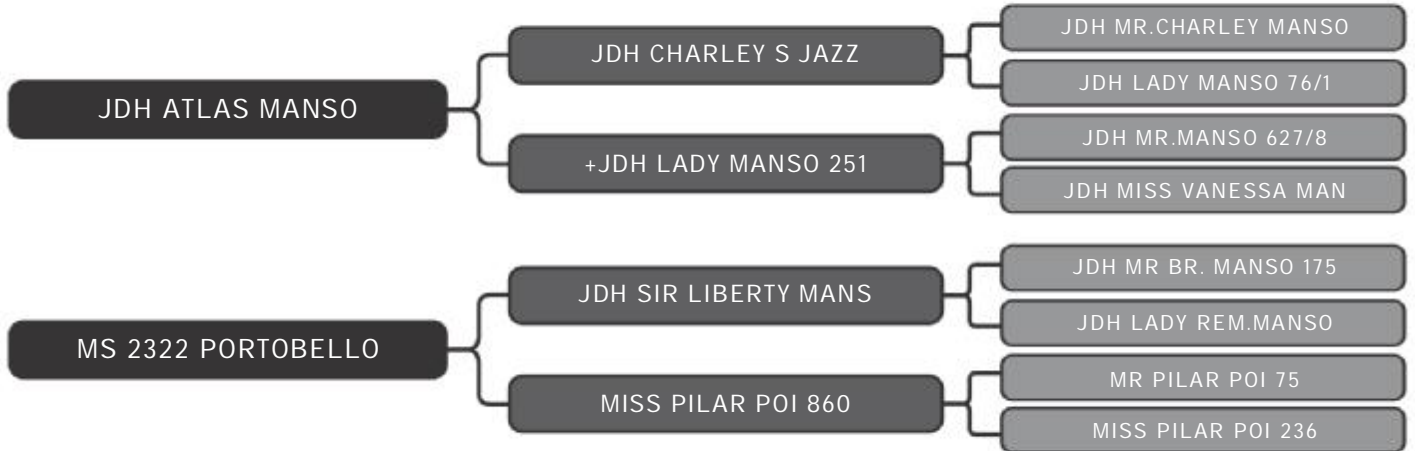 JDH ATLAS MANSO
JDH CHARLEY S JAZZ
JDH MR.CHARLEY MANSO
JDH LADY MANSO 76/1
+JDH LADY MANSO 251
JDH MR.MANSO 627/8
JDH MISS VANESSA MAN
MS 2322 PORTOBELLO
JDH SIR LIBERTY MANS
JDH MR BR. MANSO 175
JDH LADY REM.MANSO
MISS PILAR POI 860
MR PILAR POI 75
MISS PILAR POI 236